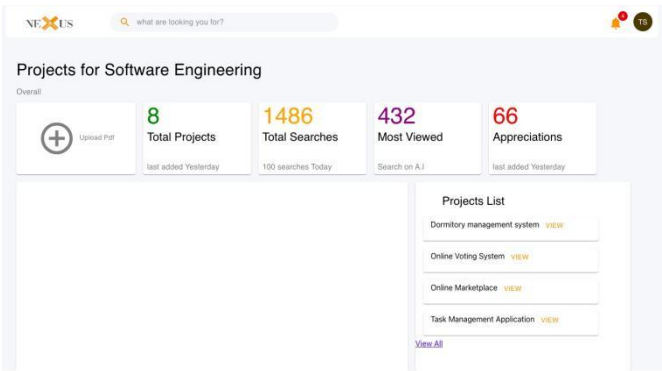 NEXUS
what are looking you for?
4
TS
Projects for Software Engineering
Overall
Upload Pdf
8
Total Projects
last added Yesterday
1486
Total Searches
100 searches Today
432
Most Viewed
Search on A.I
66
Appreciations
last added Yesterday
Projects List
Dormitory management system VIEW
Online Voting System VIEW
Online Marketplace VIEW
Task Management Application VIEW
View All